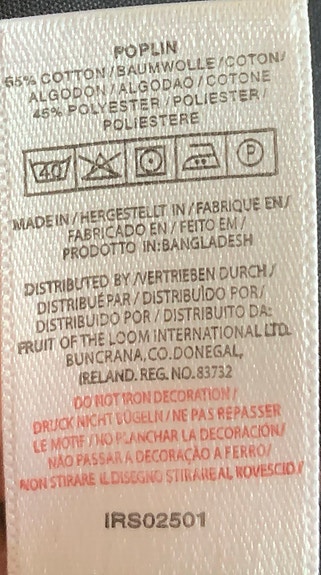 POPLIN
55% COTTON/BAUMWOLLE/COTON/
ALGODON/ALGODAO/COTONE
45% POLYESTER/POLIESTER/
POLIESTERE
40 P
MADE IN/HERGESTELLT IN/FABRIQUE EN/
FABRICADO EN/FEITO EM/
PRODOTTO IN:BANGLADESH
DISTRIBUTED BY/VERTRIEBEN DURCH/
DISTRIBUÉ PAR/DISTRIBUÍDO POR/
DISTRIBUIDO POR/DISTRIBUITO DA:
FRUIT OF THE LOOM INTERNATIONAL LTD.
BUNCRANA,CO.DONEGAL,
IRELAND.REG.NO.83732
DO NOT IRON DECORATION/
DRUCK NICHT BÜGELN/NE PAS REPASSER
LE MOTIF/NO PLANCHAR LA DECORACIÓN/
NÃO PASSAR A DECORAÇÃO A FERRO/
NON STIRARE IL DISEGNO STIRARE AL ROVESCIO/
IRS02501